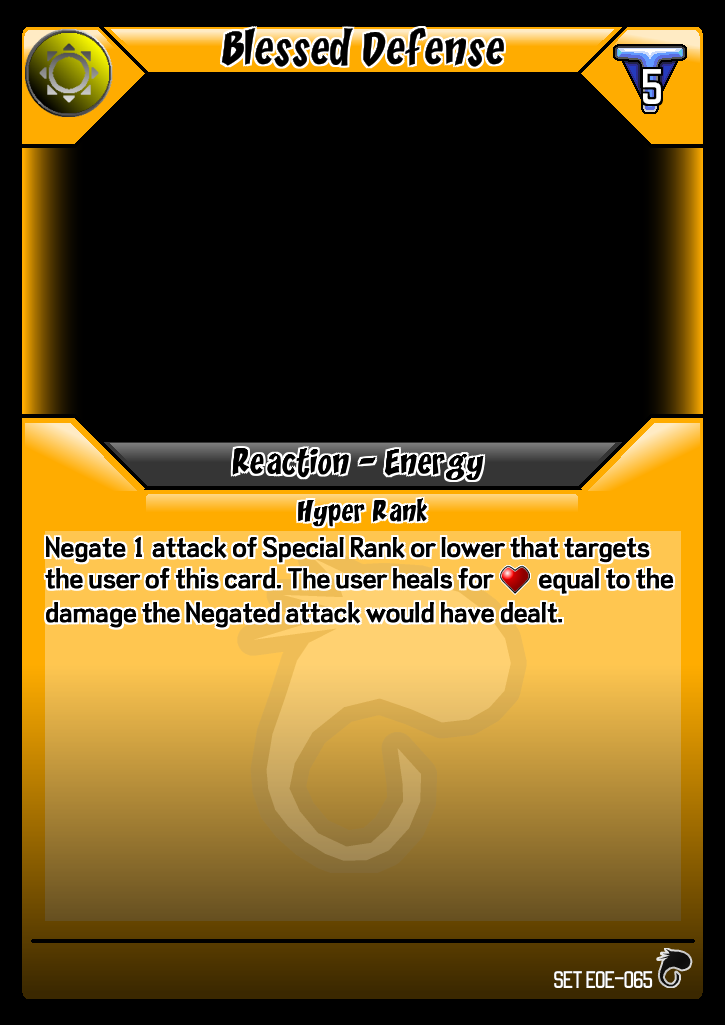 Blessed Defense
5
Reaction - Energy
Hyper Rank
Negate 1 attack of Special Rank or lower that targets
the user of this card. The user heals for ❤ equal to the
damage the Negated attack would have dealt.
SET EOE-065